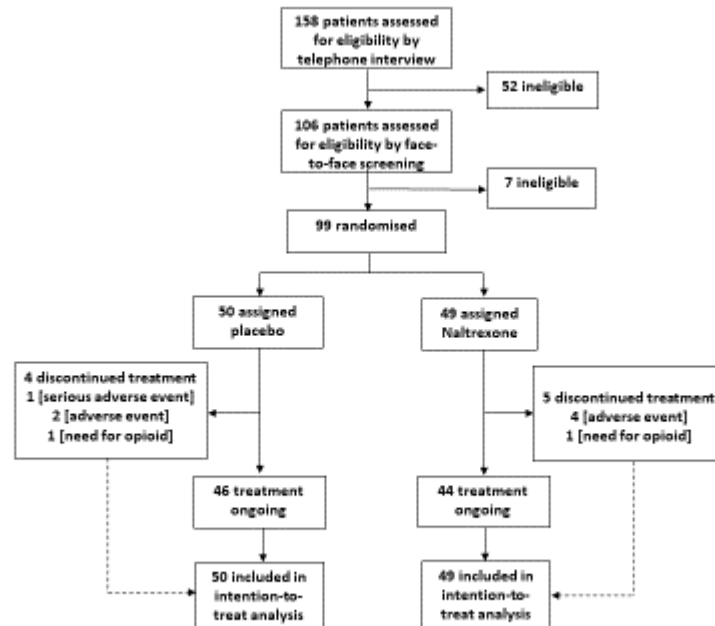 158 patients assessed
for eligibility by
telephone interview
52 ineligible
106 patients assessed
for eligibility by face-
to-face screening
7 ineligible
99 randomised
50 assigned
placebo
49 assigned
Naltrexone
4 discontinued treatment
1 [serious adverse event]
2 [adverse event]
1 [need for opioid]
5 discontinued treatment
4 [adverse event]
1 [need for opioid]
46 treatment
ongoing
44 treatment
ongoing
50 included in
intention-to-
treat analysis
49 included in
intention-to-
treat analysis